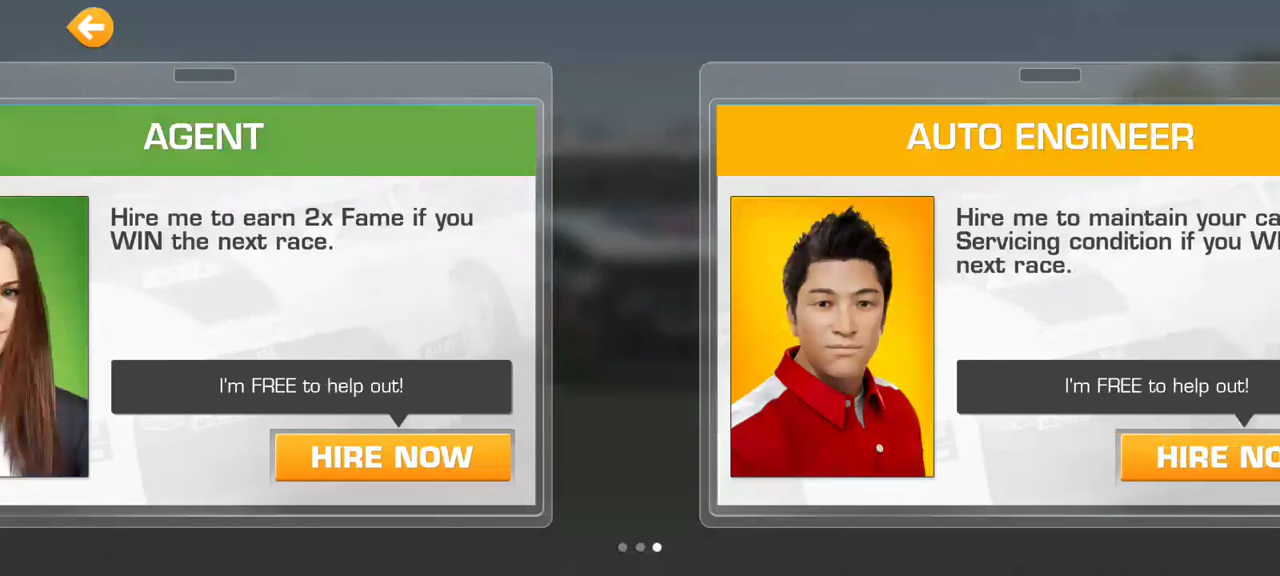 AGENT
Hire me to earn 2x Fame if you
WIN the next race.
I'm FREE to help out!
HIRE NOW
AUTO ENGINEER
Hire me to maintain your
Servicing condition if you
next race.
I'm FREE to help out!
HIRE